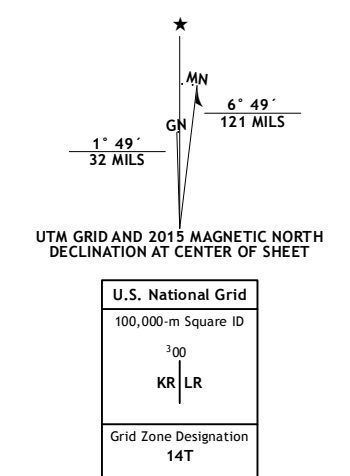 ★
MN
GN
6° 49´
121 MILS
1° 49´
32 MILS
UTM GRID AND 2015 MAGNETIC NORTH
DECLINATION AT CENTER OF SHEET
U.S. National Grid
100,000-m Square ID
³00
KR LR
Grid Zone Designation
14T